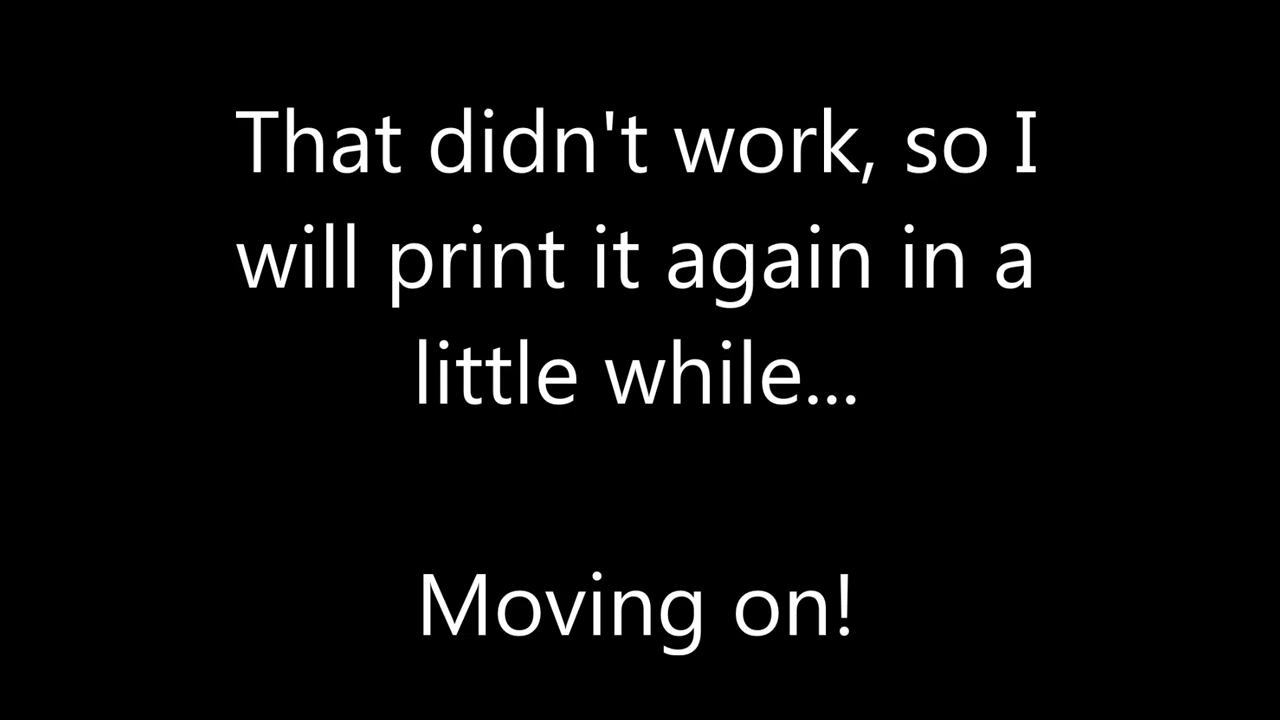 That didn't work, so I
will print it again in a
little while...
Moving on!